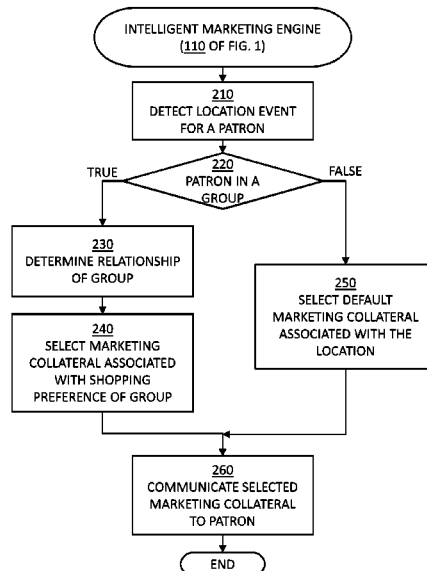 INTELLIGENT MARKETING ENGINE
(110 OF FIG. 1)
210
DETECT LOCATION EVENT
FOR A PATRON
TRUE
220
FALSE
PATRON IN A
GROUP
230
DETERMINE RELATIONSHIP
OF GROUP
250
SELECT DEFAULT
MARKETING COLLATERAL
ASSOCIATED WITH THE
LOCATION
240
SELECT MARKETING
COLLATERAL ASSOCIATED
WITH SHOPPING
PREFERENCE OF GROUP
260
COMMUNICATE SELECTED
MARKETING COLLATERAL
TO PATRON
END